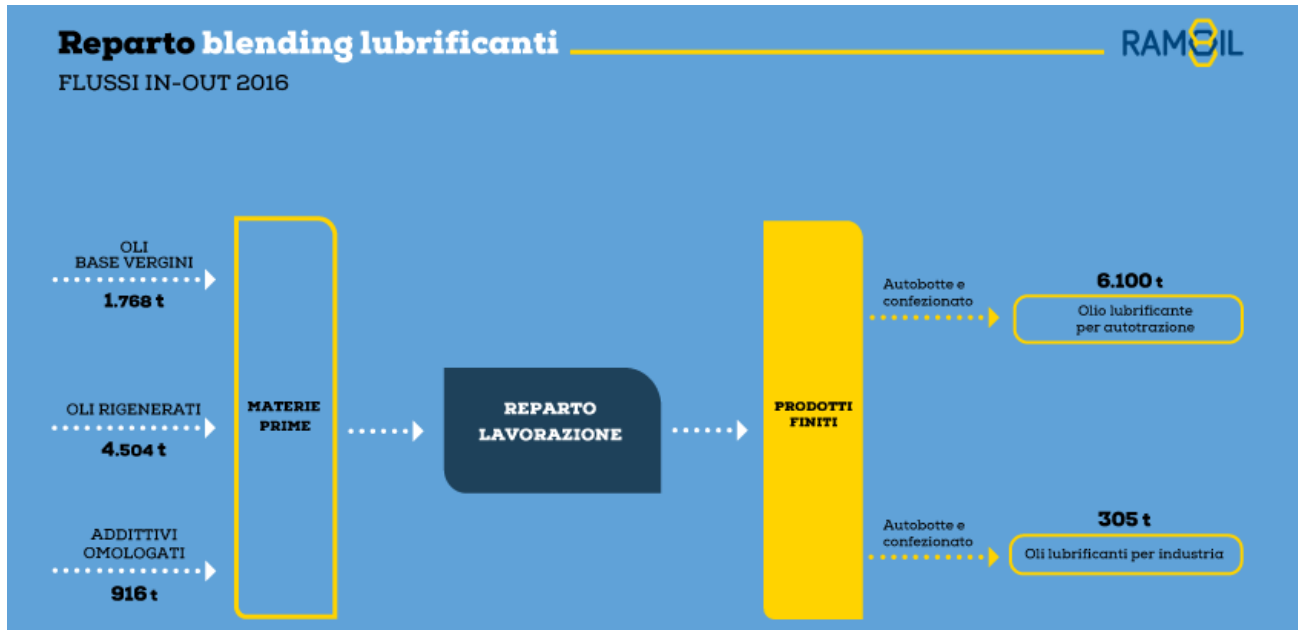 Reparto blending lubrificanti
RAMOIL
FLUSSI IN-OUT 2016
OLI
BASE VERGINI
1.768 t
OLI RIGENERATI
4.504 t
ADDITTIVI
OMOLOGATI
916 t
MATERIE
PRIME
REPARTO
LAVORAZIONE
PRODOTTI
FINITI
Autobotte e
confezionato
6.100 t
Olio lubrificante
per autotrazione
Autobotte e
confezionato
305 t
Oli lubrificanti per industria